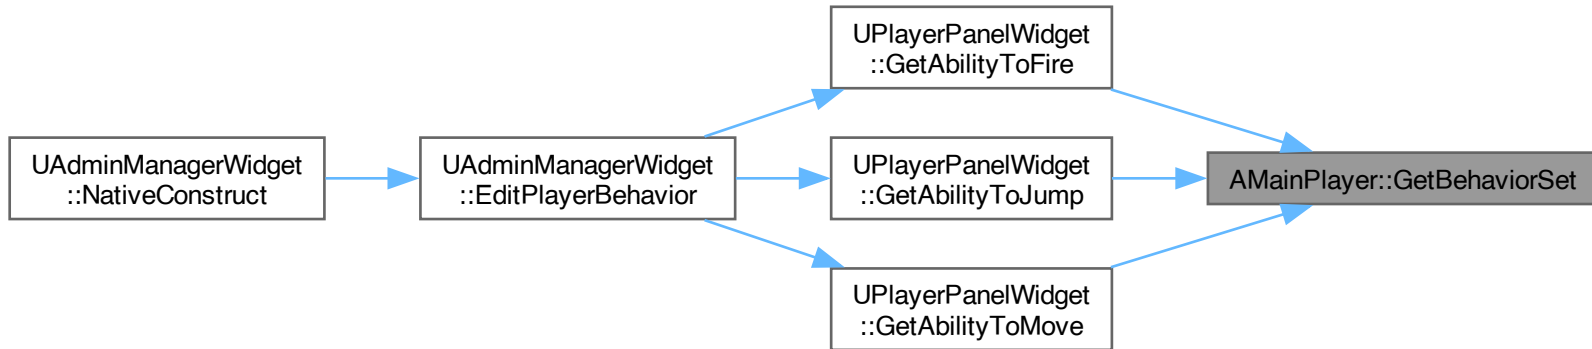 UAdminManagerWidget
::NativeConstruct
UAdminManagerWidget
::EditPlayerBehavior
UPlayerPanelWidget
::GetAbilityToFire
UPlayerPanelWidget
::GetAbilityToJump
UPlayerPanelWidget
::GetAbilityToMove
AMainPlayer::GetBehaviorSet